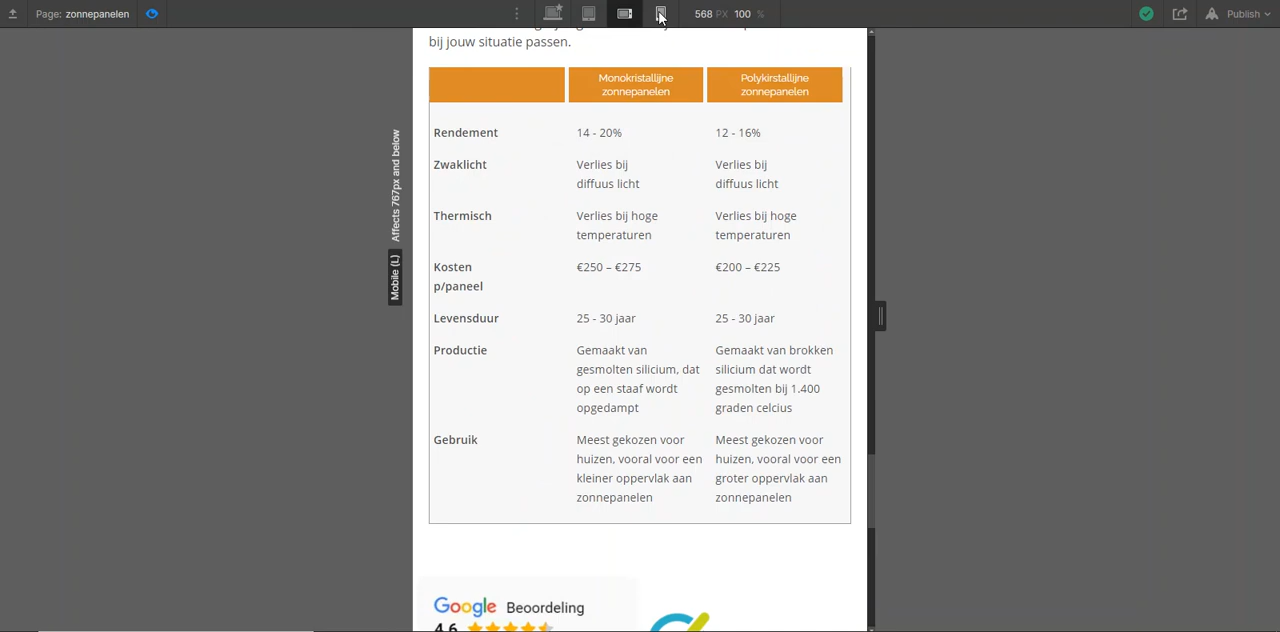 Page: zonnepanelen
568 PX 100 %
Publish
bij jouw situatie passen.
Monokristallijne zonnepanelen
Polykirstallijne zonnepanelen
Rendement 14 - 20% 12 - 16%
Zwaklicht Verlies bij Verlies bij
diffuus licht diffuus licht
Thermisch Verlies bij hoge Verlies bij hoge
temperaturen temperaturen
Kosten €250 – €275 €200 – €225
p/paneel
Levensduur 25 - 30 jaar 25 - 30 jaar
Productie Gemaakt van Gemaakt van brokken
gesmolten silicium, dat silicium dat wordt
op een staaf wordt gesmolten bij 1.400
opgedampt graden celcius
Gebruik Meest gekozen voor Meest gekozen voor
huizen, vooral voor een huizen, vooral voor een
kleiner oppervlak aan groter oppervlak aan
zonnepanelen zonnepanelen
Mobile (L) Affects 767px and below
Google Beoordeling
4.6